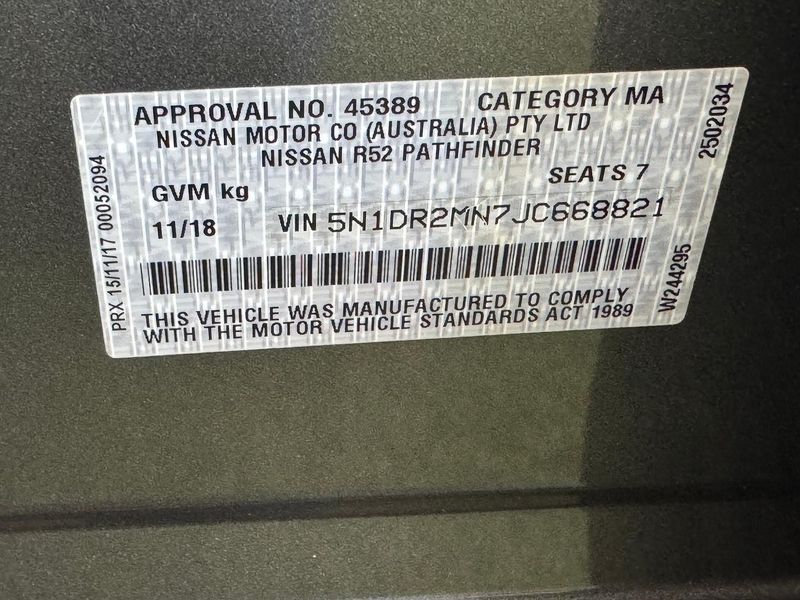 APPROVAL NO. 45389 CATEGORY MA
NISSAN MOTOR CO (AUSTRALIA) PTY LTD
NISSAN R52 PATHFINDER
GVM kg SEATS 7
11/18 VIN 5N1DR2MN7JC668821
THIS VEHICLE WAS MANUFACTURED TO COMPLY
WITH THE MOTOR VEHICLE STANDARDS ACT 1989
PRX 15/11/17 00052094
2502034
W244295